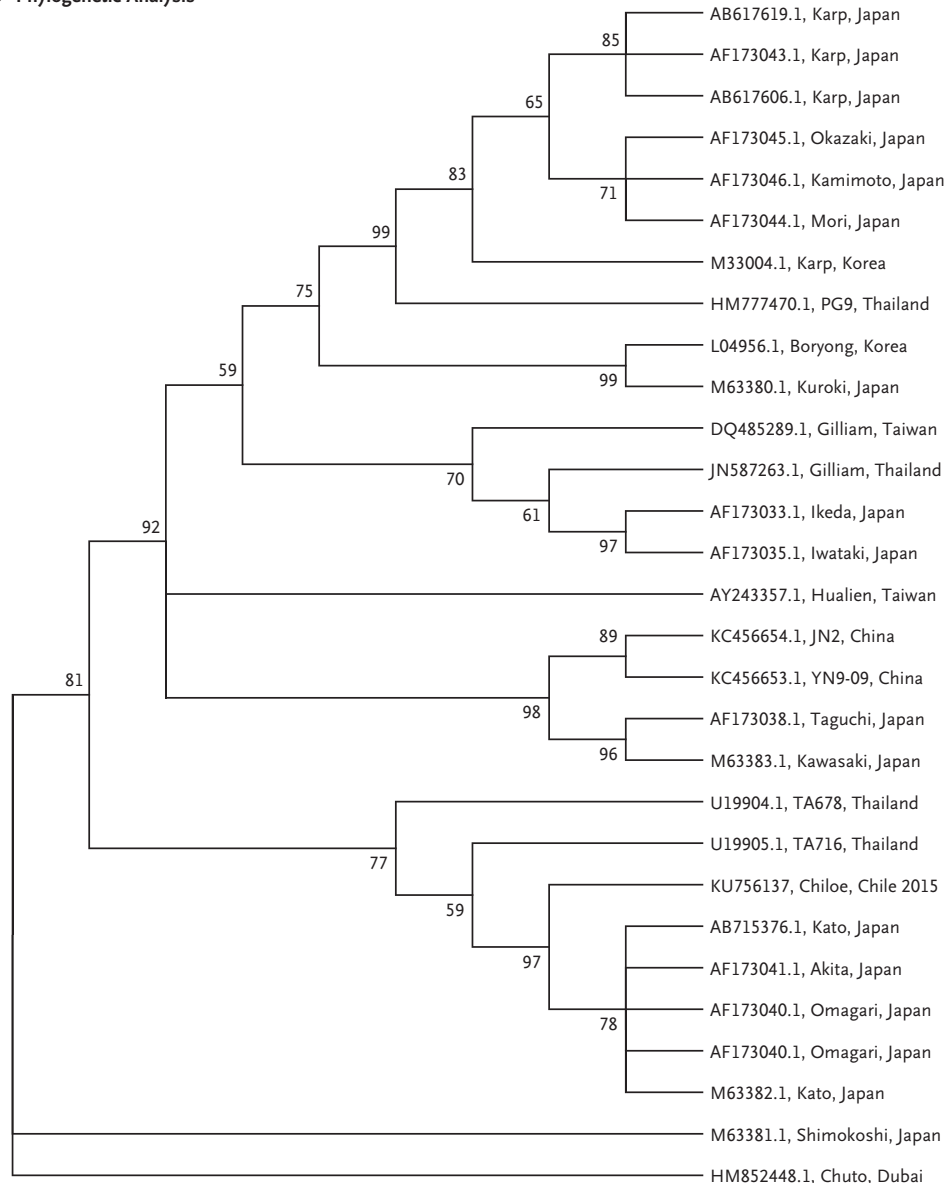 Phylogenetic Analysis
AB617619.1, Karp, Japan
85
AF173043.1, Karp, Japan
AB617606.1, Karp, Japan
65
AF173045.1, Okazaki, Japan
AF173046.1, Kamimoto, Japan
71
AF173044.1, Mori, Japan
83
M33004.1, Karp, Korea
99
HM777470.1, PG9, Thailand
75
L04956.1, Boryong, Korea
99
M63380.1, Kuroki, Japan
59
DQ485289.1, Gilliam, Taiwan
70
JN587263.1, Gilliam, Thailand
61
AF173033.1, Ikeda, Japan
97
AF173035.1, Iwataki, Japan
92
AY243357.1, Hualien, Taiwan
89
KC456654.1, JN2, China
KC456653.1, YN9-09, China
98
AF173038.1, Taguchi, Japan
96
M63383.1, Kawasaki, Japan
81
U19904.1, TA678, Thailand
77
U19905.1, TA716, Thailand
59
KU756137, Chiloe, Chile 2015
97
AB715376.1, Kato, Japan
AF173041.1, Akita, Japan
AF173040.1, Omagari, Japan
78
AF173040.1, Omagari, Japan
M63382.1, Kato, Japan
M63381.1, Shimokoshi, Japan
HM852448.1, Chuto, Dubai